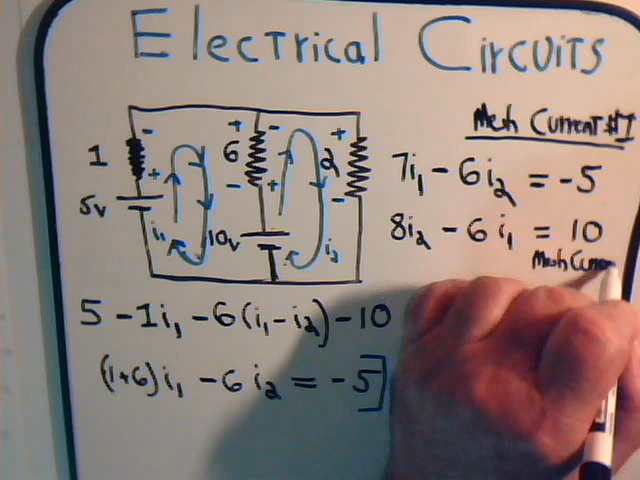 Electrical Circuits
Mesh Current #1
1
6
2
5v
10v
i₁
i₂
+ - + - + - + -
7i₁ - 6i₂ = -5
8i₂ - 6i₁ = 10
Mesh Curren
5 - 1i₁ - 6(i₁ - i₂) - 10
(1+6)i₁ - 6i₂ = -5]